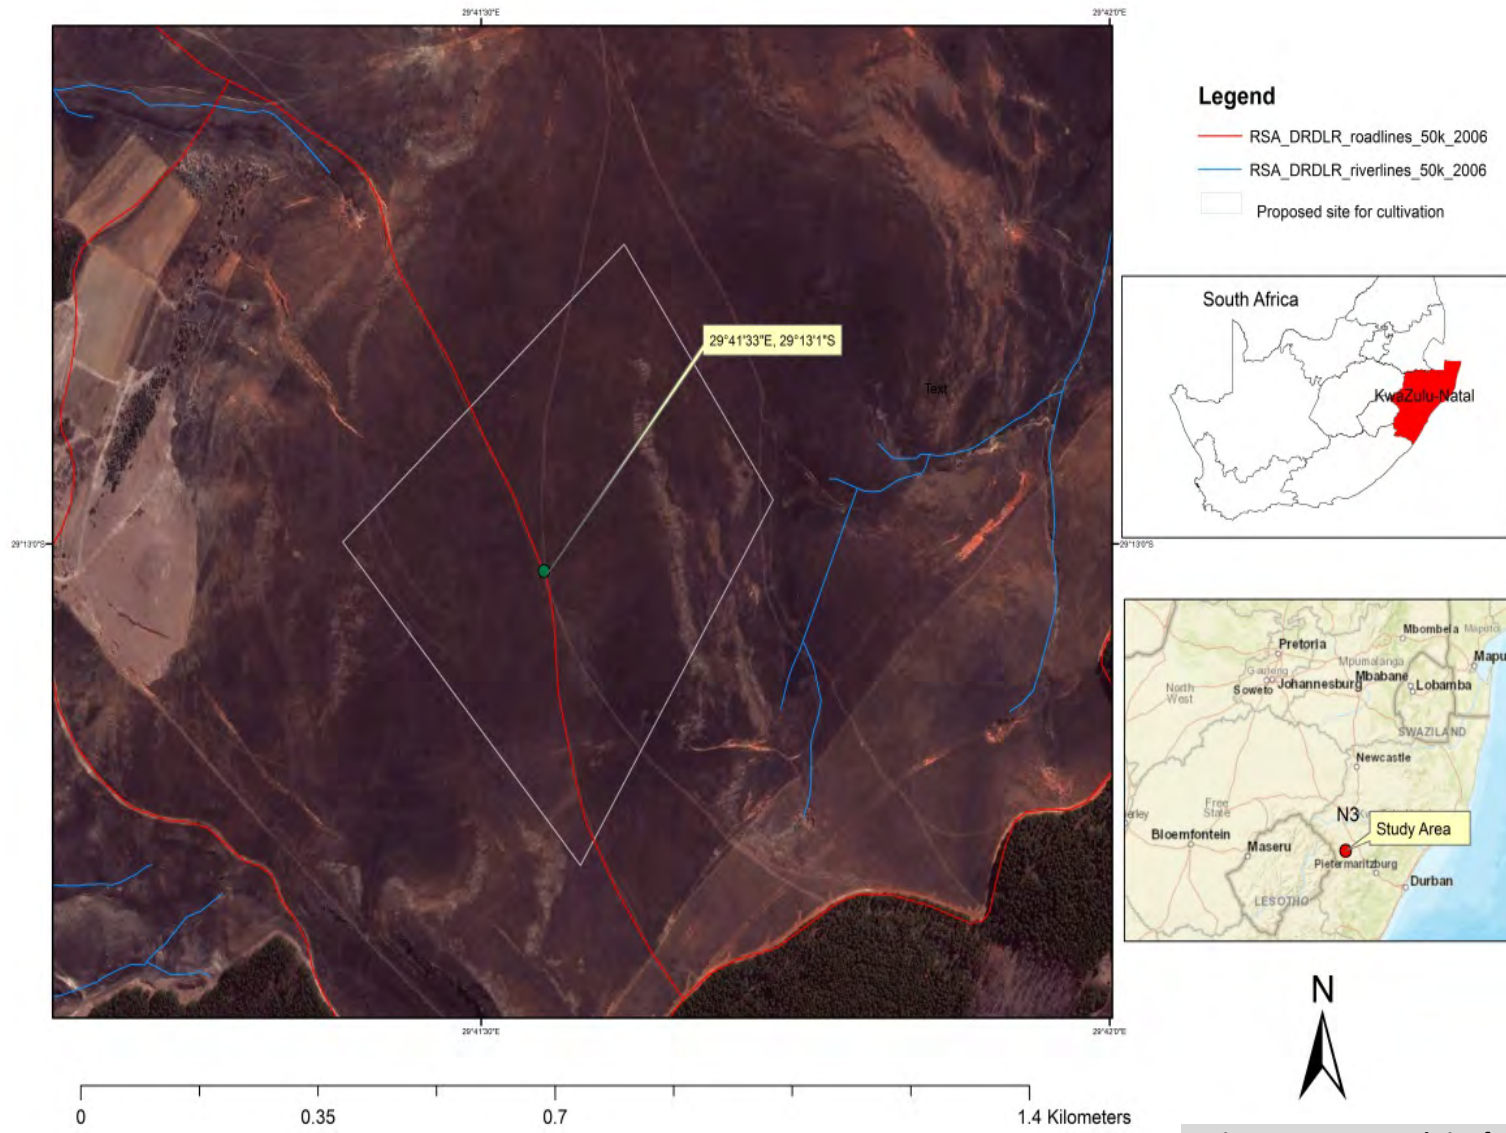 29°41'30"E
29°42'0"E
Legend
RSA_DRDLR_roadlines_50k_2006
RSA_DRDLR_riverlines_50k_2006
Proposed site for cultivation
South Africa
KwaZulu-Natal
29°41'33"E, 29°13'1"S
Text
29°13'0"S
29°13'0"S
Pretoria
Mbombela
Maputo
Gauteng
Mpumalanga
Mapu
North
West
Soweto
Johannesburg
Mbabane
Lobamba
SWAZILAND
Newcastle
Free
State
N3
Study Area
erley
Bloemfontein
Maseru
Pietermaritzburg
Durban
LESOTHO
29°41'30"E
29°42'0"E
N
0
0.35
0.7
1.4 Kilometers